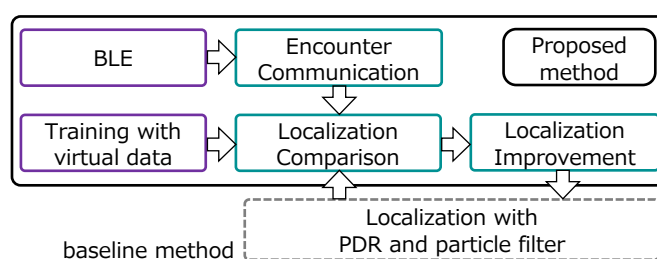 BLE
Encounter
Communication
Proposed
method
Training with
virtual data
Localization
Comparison
Localization
Improvement
Localization with
PDR and particle filter
baseline method